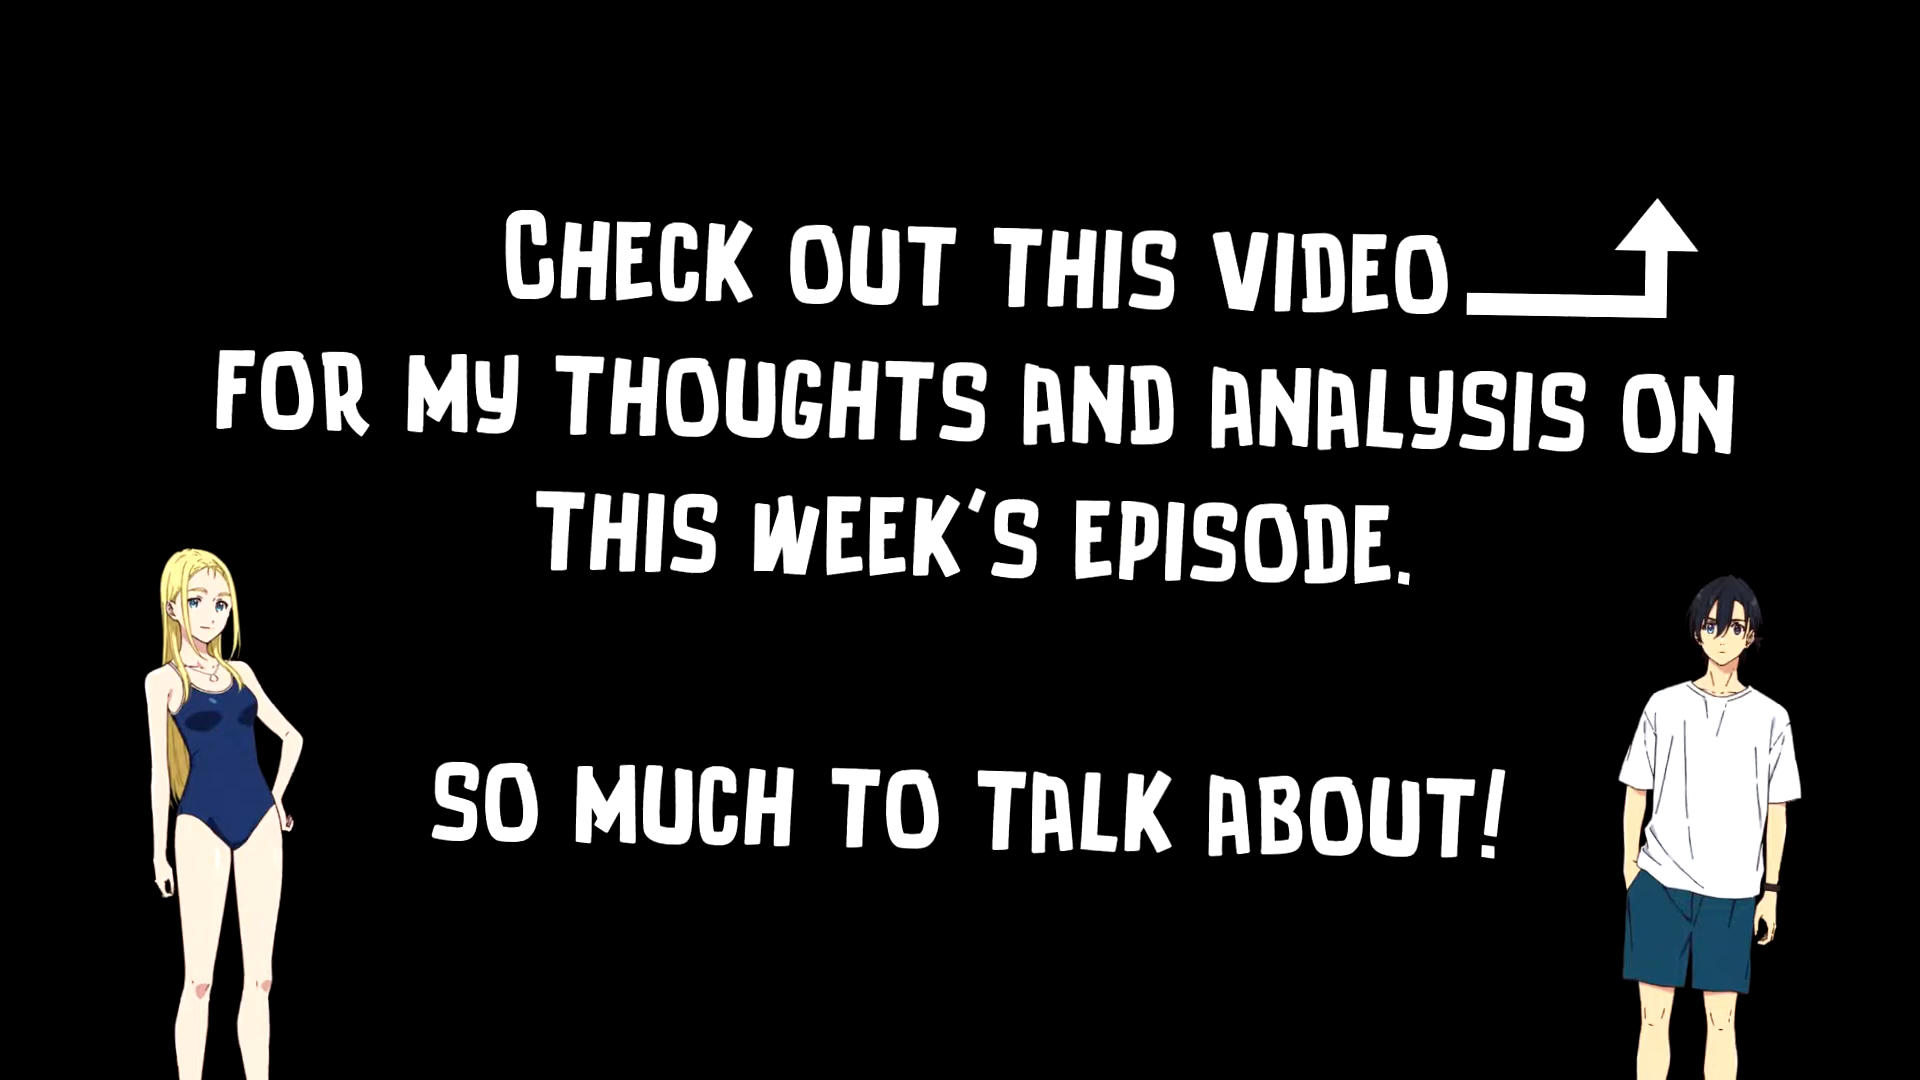 Check out this video
for my thoughts and analysis on
this week's episode.
so much to talk about!